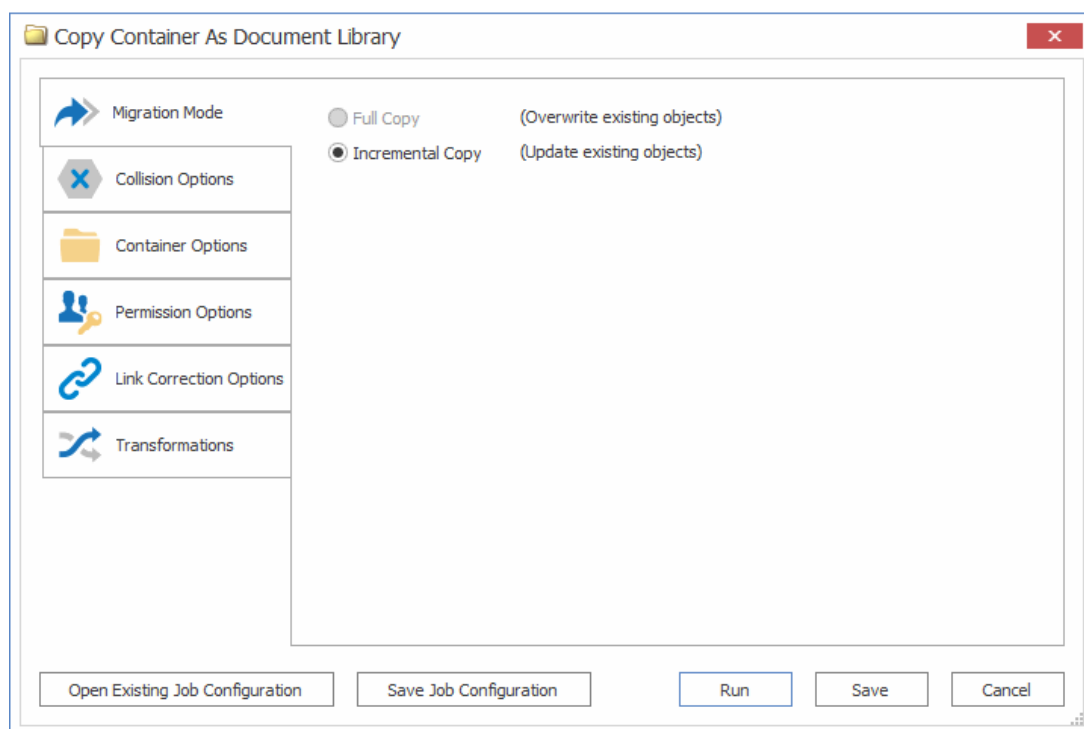 Copy Container As Document Library
Migration Mode
Full Copy (Overwrite existing objects)
Incremental Copy (Update existing objects)
Collision Options
Container Options
Permission Options
Link Correction Options
Transformations
Open Existing Job Configuration Save Job Configuration Run Save Cancel